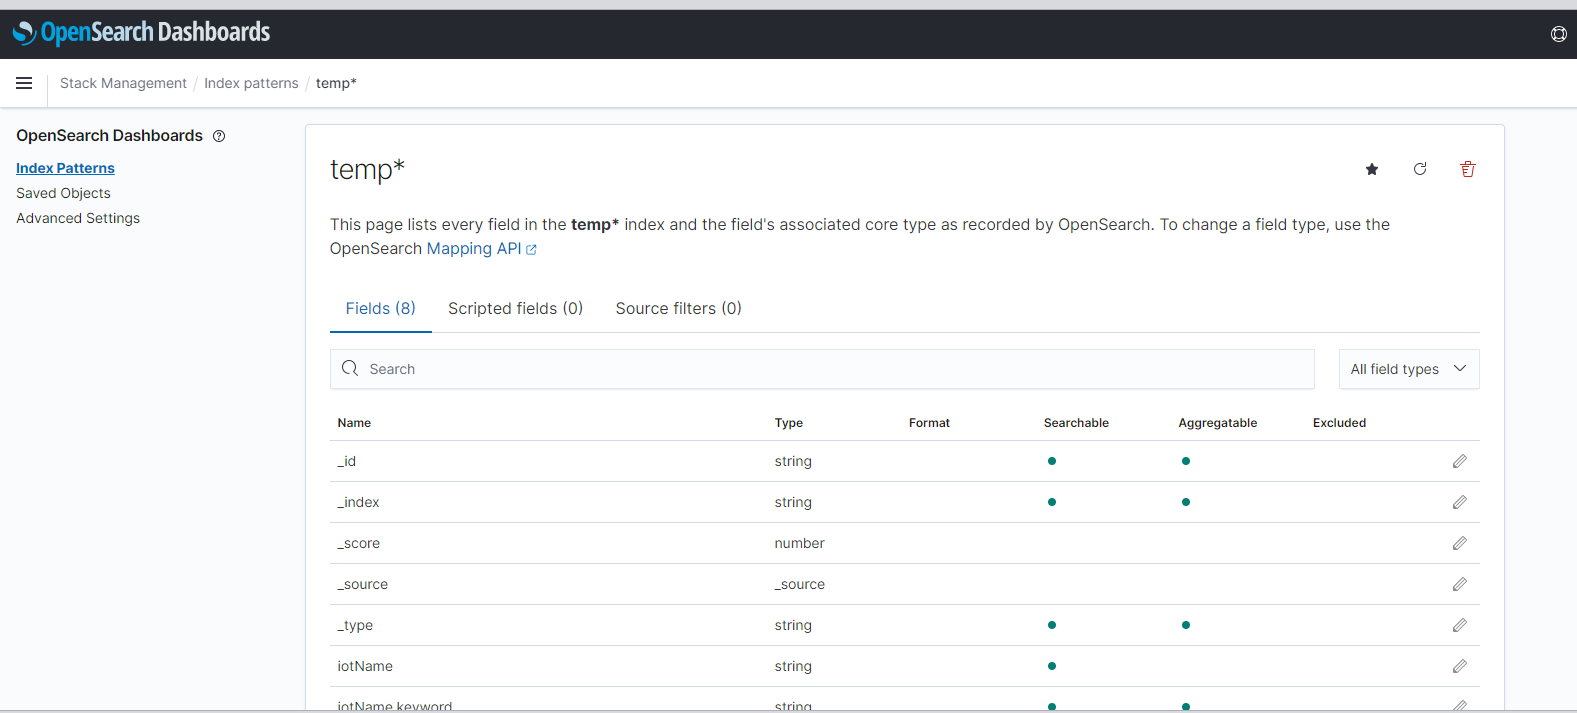 OpenSearch Dashboards
Stack Management / Index patterns / temp*
OpenSearch Dashboards
Index Patterns
Saved Objects
Advanced Settings
temp*
This page lists every field in the temp* index and the field's associated core type as recorded by OpenSearch. To change a field type, use the
OpenSearch Mapping API
Fields (8) Scripted fields (0) Source filters (0)
Search All field types
Name Type Format Searchable Aggregatable Excluded
_id string
_index string
_score number
_source _source
_type string
iotName string
iotName.keyword string